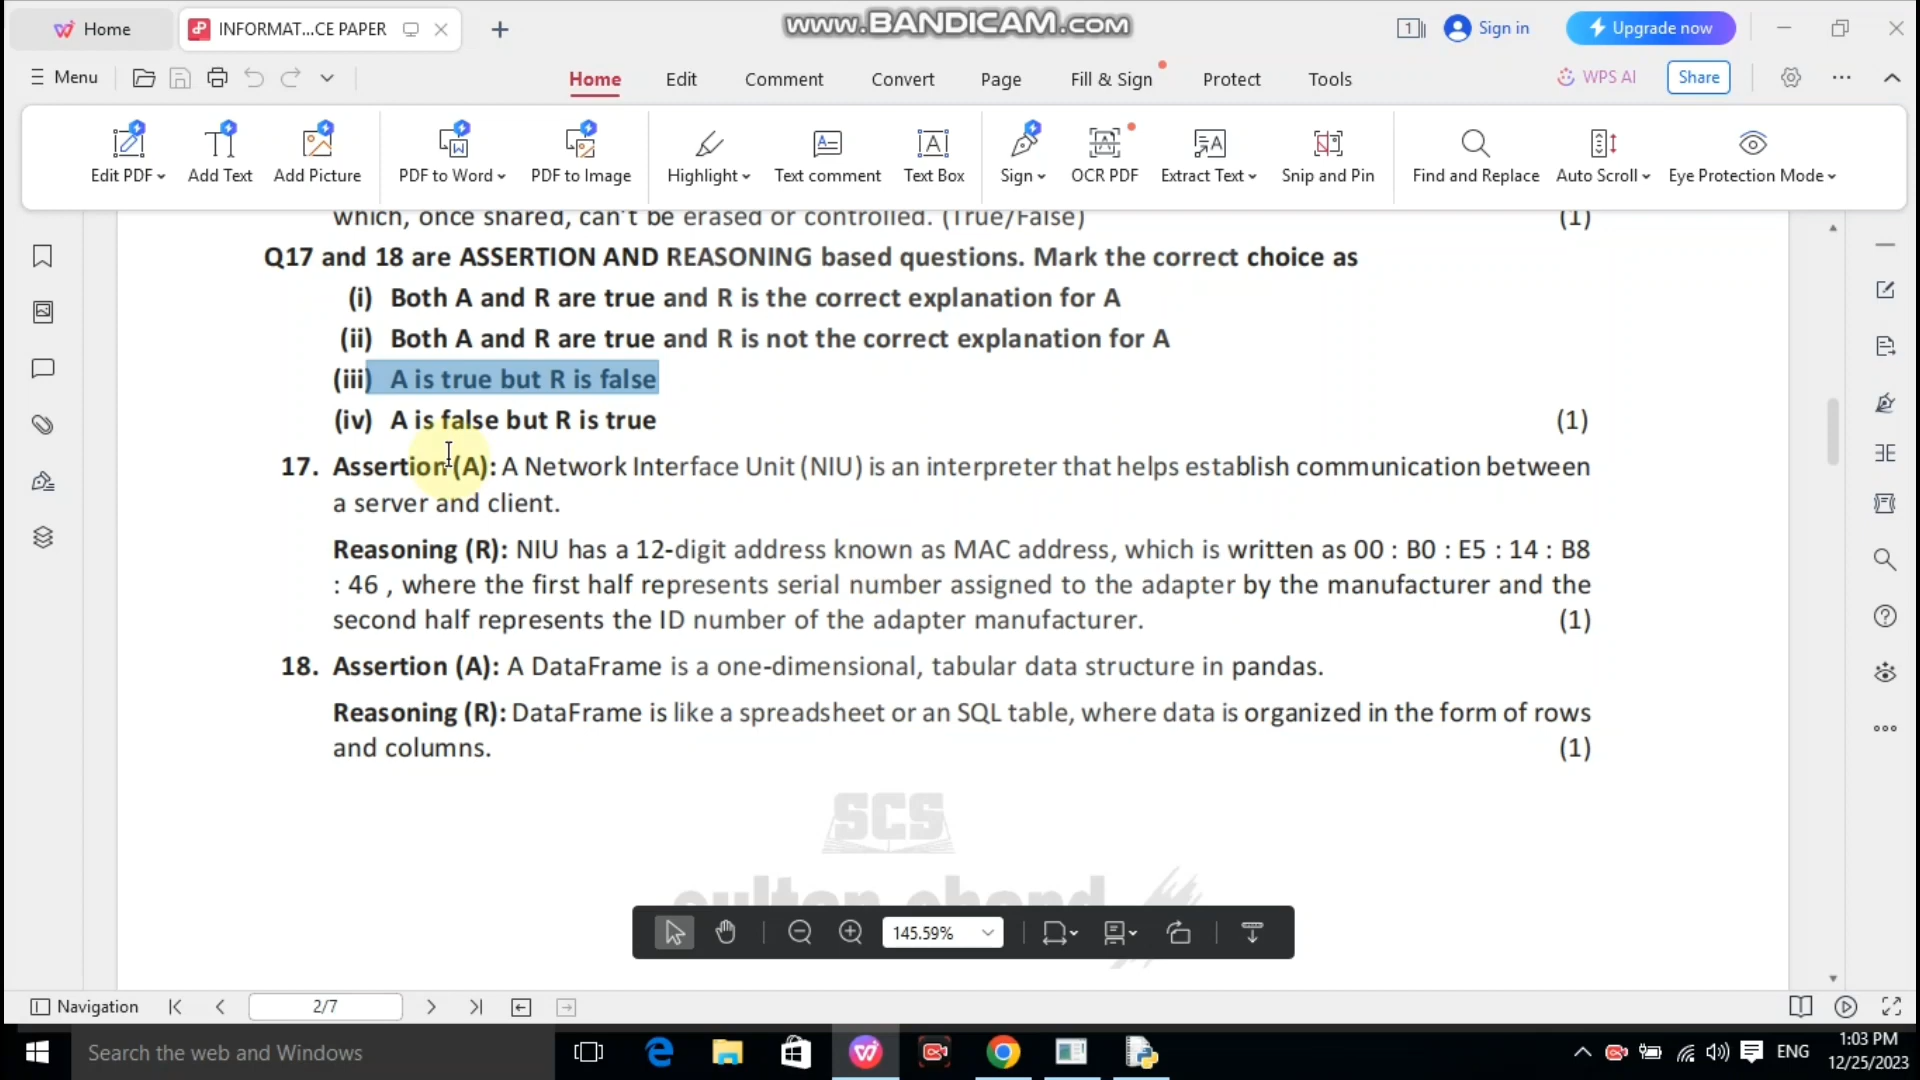 Home
INFORMAT...CE PAPER
www.BANDICAM.com
1
Sign in
Upgrade now
Menu
Home
Edit
Comment
Convert
Page
Fill & Sign
Protect
Tools
WPS AI
Share
Edit PDF
Add Text
Add Picture
PDF to Word
PDF to Image
Highlight
Text comment
Text Box
Sign
OCR PDF
Extract Text
Snip and Pin
Find and Replace
Auto Scroll
Eye Protection Mode
which, once shared, can't be erased or controlled. (True/False) (1)
Q17 and 18 are ASSERTION AND REASONING based questions. Mark the correct choice as
(i) Both A and R are true and R is the correct explanation for A
(ii) Both A and R are true and R is not the correct explanation for A
(iii) A is true but R is false
(iv) A is false but R is true (1)
17. Assertion (A): A Network Interface Unit (NIU) is an interpreter that helps establish communication between
a server and client.
Reasoning (R): NIU has a 12-digit address known as MAC address, which is written as 00 : B0 : E5 : 14 : B8
: 46 , where the first half represents serial number assigned to the adapter by the manufacturer and the
second half represents the ID number of the adapter manufacturer. (1)
18. Assertion (A): A DataFrame is a one-dimensional, tabular data structure in pandas.
Reasoning (R): DataFrame is like a spreadsheet or an SQL table, where data is organized in the form of rows
and columns. (1)
SCS
145.59%
Navigation
2/7
Search the web and Windows
ENG
1:03 PM
12/25/2023